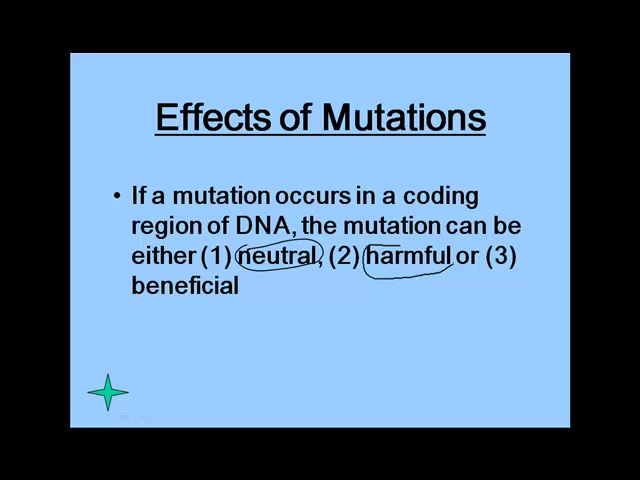 Effects of Mutations
• If a mutation occurs in a coding
region of DNA, the mutation can be
either (1) neutral, (2) harmful or (3)
beneficial